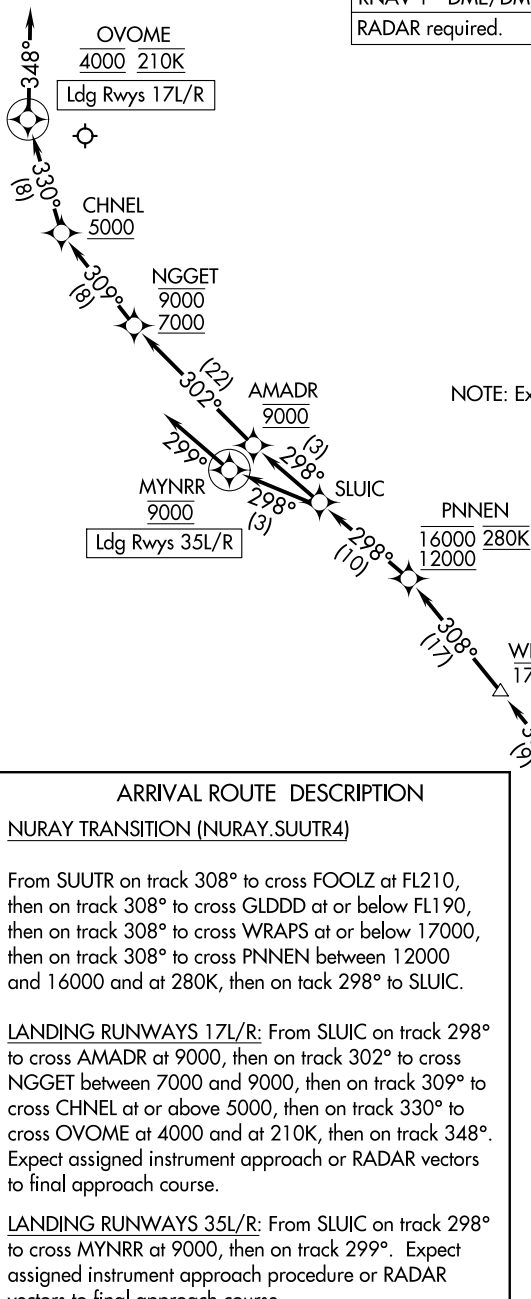 RADAR required.
OVOME
4000 210K
Ldg Rwys 17L/R
348°
330°
(8)
CHNEL
5000
309°
(8)
NGGET
9000
7000
(22)
302°
AMADR
9000
NOTE:
(3)
298°
299°
MYNRR
9000
Ldg Rwys 35L/R
298°
(3)
SLUIC
PNNEN
16000 280K
12000
298°
(10)
308°
(17)
(9)
ARRIVAL ROUTE DESCRIPTION
NURAY TRANSITION (NURAY.SUUTR4)
From SUUTR on track 308° to cross FOOLZ at FL210,
then on track 308° to cross GLDDD at or below FL190,
then on track 308° to cross WRAPS at or below 17000,
then on track 308° to cross PNNEN between 12000
and 16000 and at 280K, then on tack 298° to SLUIC.
LANDING RUNWAYS 17L/R: From SLUIC on track 298°
to cross AMADR at 9000, then on track 302° to cross
NGGET between 7000 and 9000, then on track 309° to
cross CHNEL at or above 5000, then on track 330° to
cross OVOME at 4000 and at 210K, then on track 348°.
Expect assigned instrument approach or RADAR vectors
to final approach course.
LANDING RUNWAYS 35L/R: From SLUIC on track 298°
to cross MYNRR at 9000, then on track 299°. Expect
assigned instrument approach procedure or RADAR
vectors to final approach course.